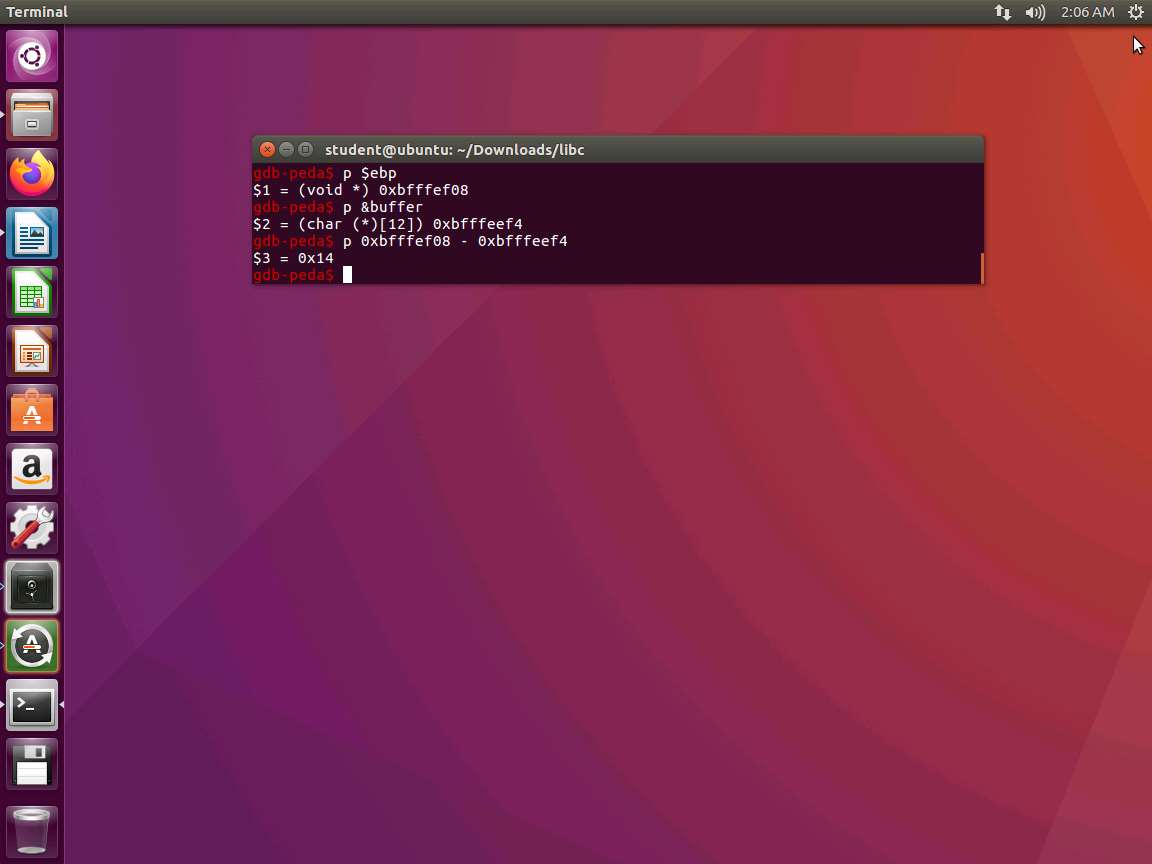 Terminal
2:06 AM
student@ubuntu: ~/Downloads/libc
gdb-peda$ p $ebp
$1 = (void *) 0xbfffef08
gdb-peda$ p &buffer
$2 = (char (*)[12]) 0xbfffeef4
gdb-peda$ p 0xbfffef08 - 0xbfffeef4
$3 = 0x14
gdb-peda$